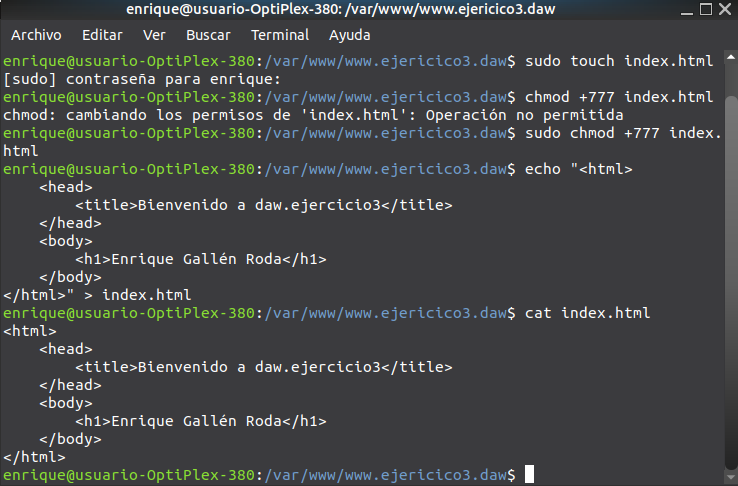 enrique@usuario-OptiPlex-380: /var/www/www.ejericico3.daw
Archivo Editar Ver Buscar Terminal Ayuda
enrique@usuario-OptiPlex-380:/var/www/www.ejericico3.daw$ sudo touch index.html
[sudo] contraseña para enrique:
enrique@usuario-OptiPlex-380:/var/www/www.ejericico3.daw$ chmod +777 index.html
chmod: cambiando los permisos de 'index.html': Operación no permitida
enrique@usuario-OptiPlex-380:/var/www/www.ejericico3.daw$ sudo chmod +777 index.
html
enrique@usuario-OptiPlex-380:/var/www/www.ejericico3.daw$ echo "<html>
    <head>
        <title>Bienvenido a daw.ejercicio3</title>
    </head>
    <body>
        <h1>Enrique Gallén Roda</h1>
    </body>
</html>" > index.html
enrique@usuario-OptiPlex-380:/var/www/www.ejericico3.daw$ cat index.html
<html>
    <head>
        <title>Bienvenido a daw.ejercicio3</title>
    </head>
    <body>
        <h1>Enrique Gallén Roda</h1>
    </body>
</html>
enrique@usuario-OptiPlex-380:/var/www/www.ejericico3.daw$